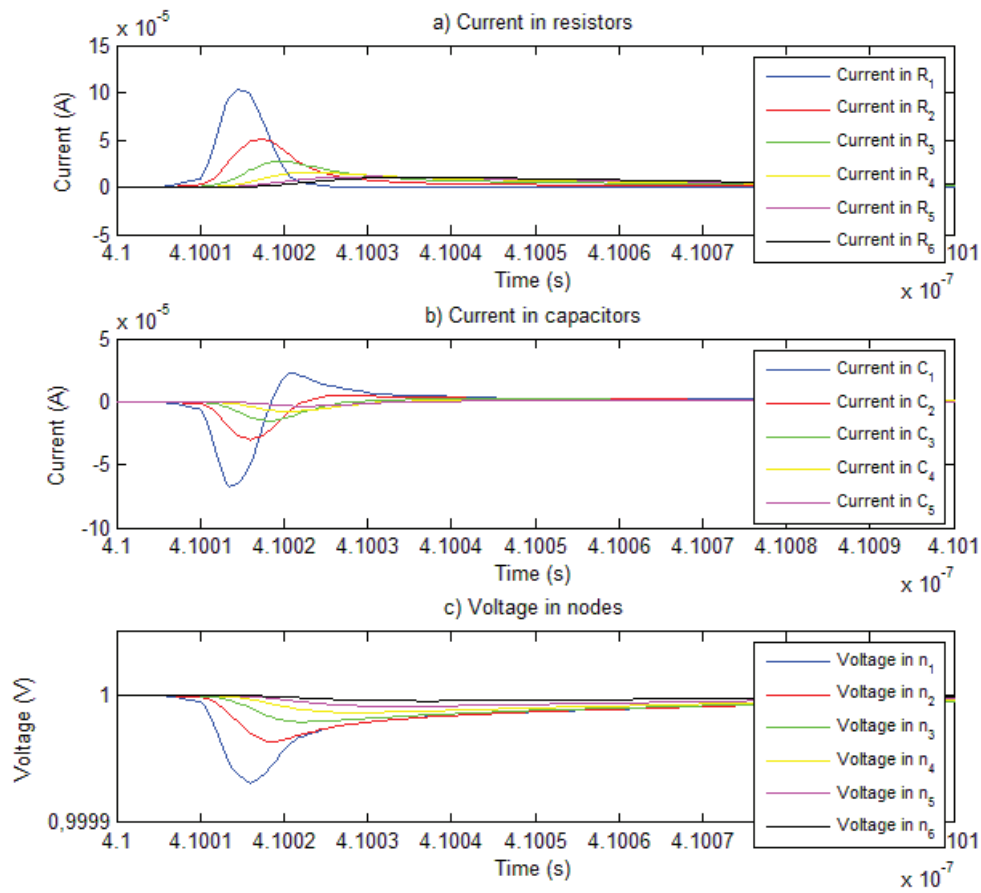 a) Current in resistors
x 10-5
15
10
5
0
-5
Current (A)
4.1 4.1001 4.1002 4.1003 4.1004 4.1005 4.1006 4.1007 101
Time (s)
x 10-7
Current in R1
Current in R2
Current in R3
Current in R4
Current in R5
Current in R6
b) Current in capacitors
x 10-5
5
0
-5
-10
Current (A)
4.1 4.1001 4.1002 4.1003 4.1004 4.1005 4.1006 4.1007 4.1008 4.1009 4.101
Time (s)
x 10-7
Current in C1
Current in C2
Current in C3
Current in C4
Current in C5
c) Voltage in nodes
1
0,9999
Voltage (V)
4.1 4.1001 4.1002 4.1003 4.1004 4.1005 4.1006 4.1007 101
Time (s)
x 10-7
Voltage in n1
Voltage in n2
Voltage in n3
Voltage in n4
Voltage in n5
Voltage in n6